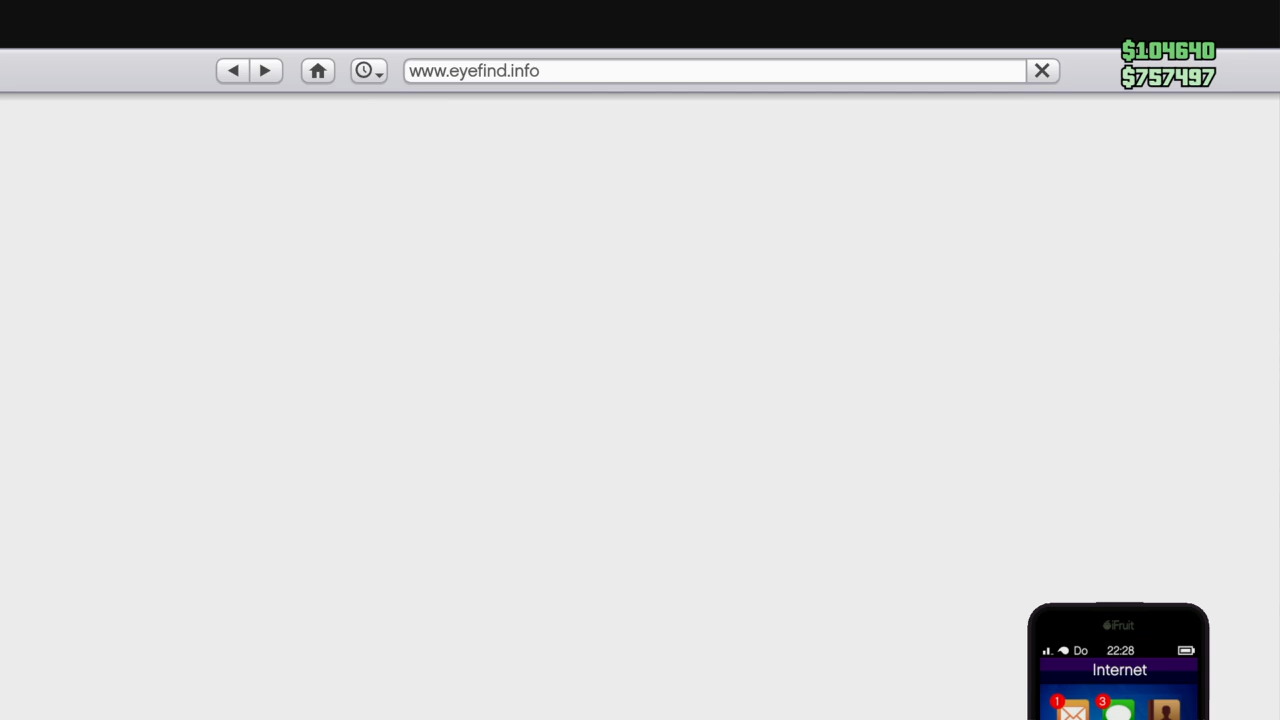 www.eyefind.info
$104640
$757497
iFruit
Do 22:28
Internet
1 3